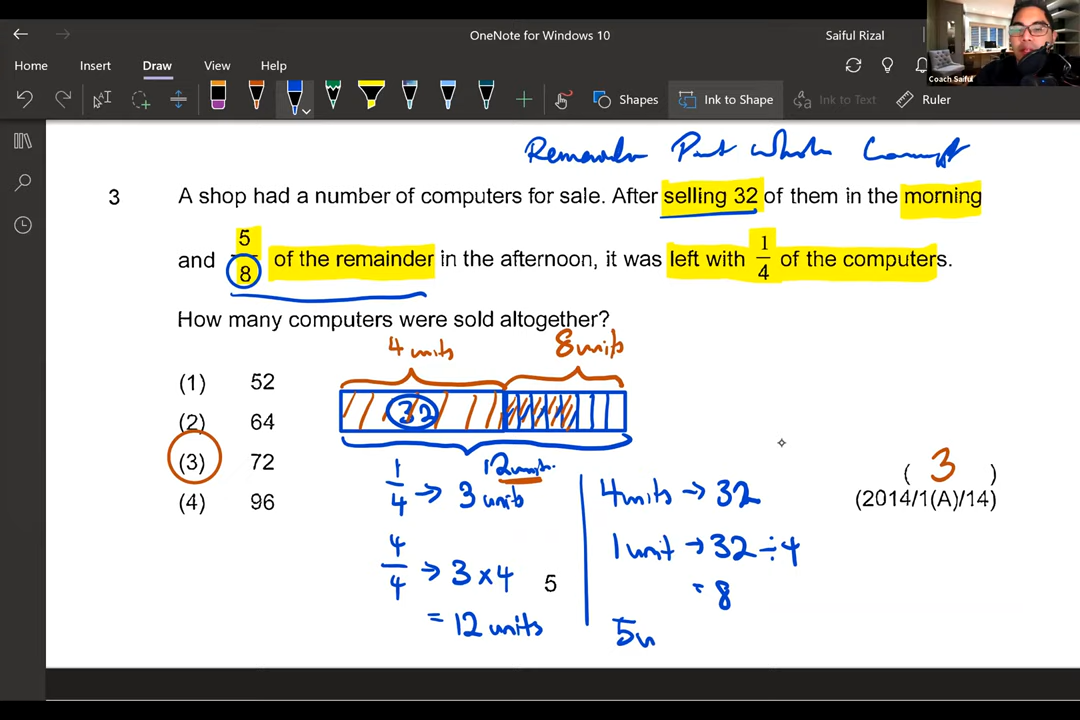 OneNote for Windows 10
Saiful Rizal
Home Insert Draw View Help
Shapes Ink to Shape Ink to Text Ruler
Coach Saiful
Remainder Part Whole Concept
3 A shop had a number of computers for sale. After selling 32 of them in the morning
and 5/8 of the remainder in the afternoon, it was left with 1/4 of the computers.
How many computers were sold altogether?
4 units 8 units
(1) 52
32
(2) 64
(3) 72
(4) 96
12 units
1/4 → 3 units
4/4 → 3 × 4
= 12 units
4 units → 32
1 unit → 32 ÷ 4
= 8
5u
( 3 )
(2014/1(A)/14)
5